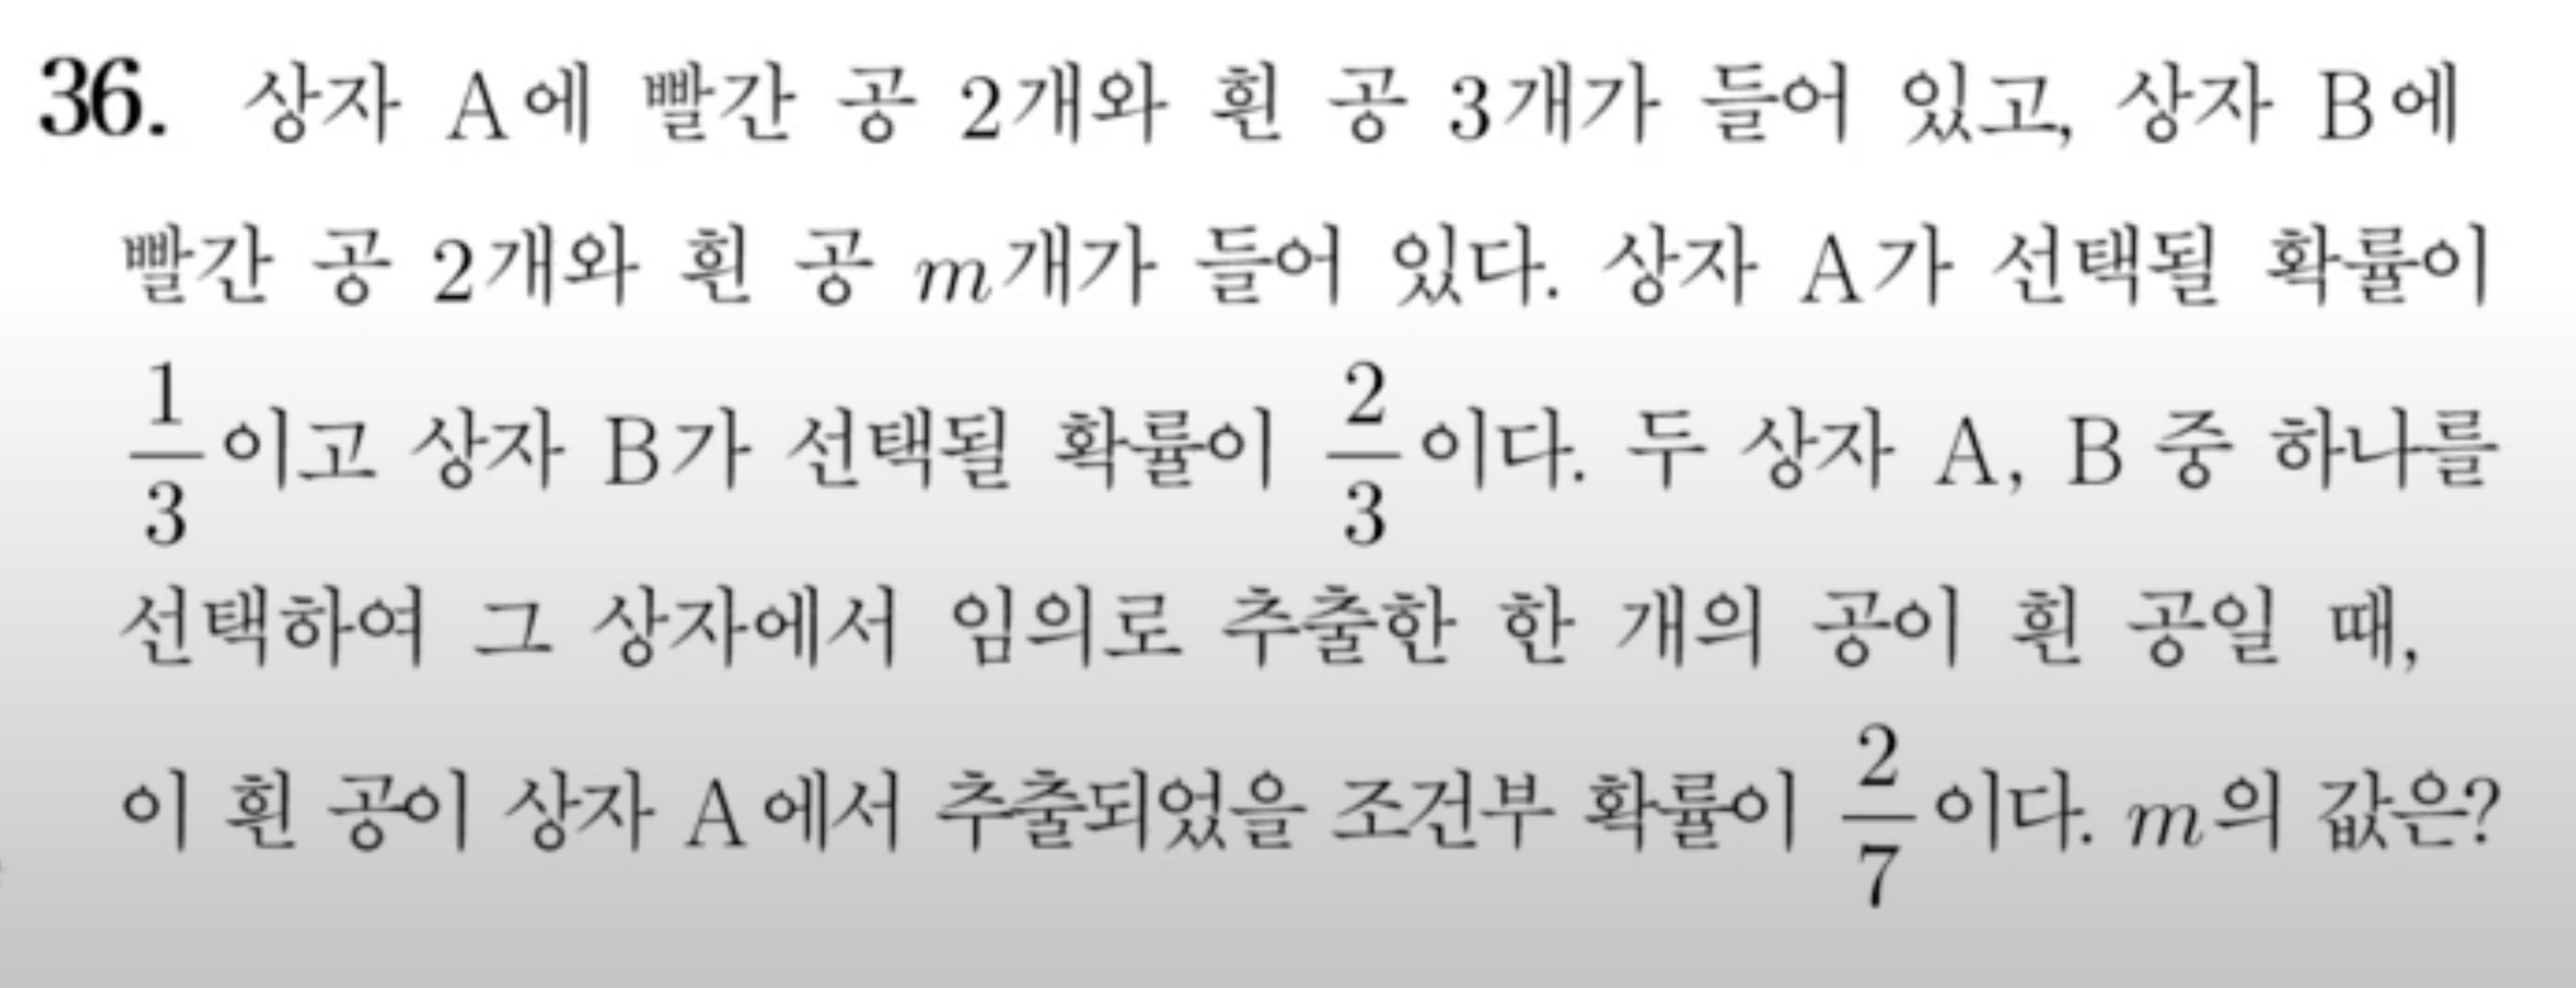 36. 상자 A에 빨간 공 2개와 흰 공 3개가 들어 있고, 상자 B에
빨간 공 2개와 흰 공 m개가 들어 있다. 상자 A가 선택될 확률이
1/3이고 상자 B가 선택될 확률이 2/3이다. 두 상자 A, B 중 하나를
선택하여 그 상자에서 임의로 추출한 한 개의 공이 흰 공일 때,
이 흰 공이 상자 A에서 추출되었을 조건부 확률이 2/7이다. m의 값은?